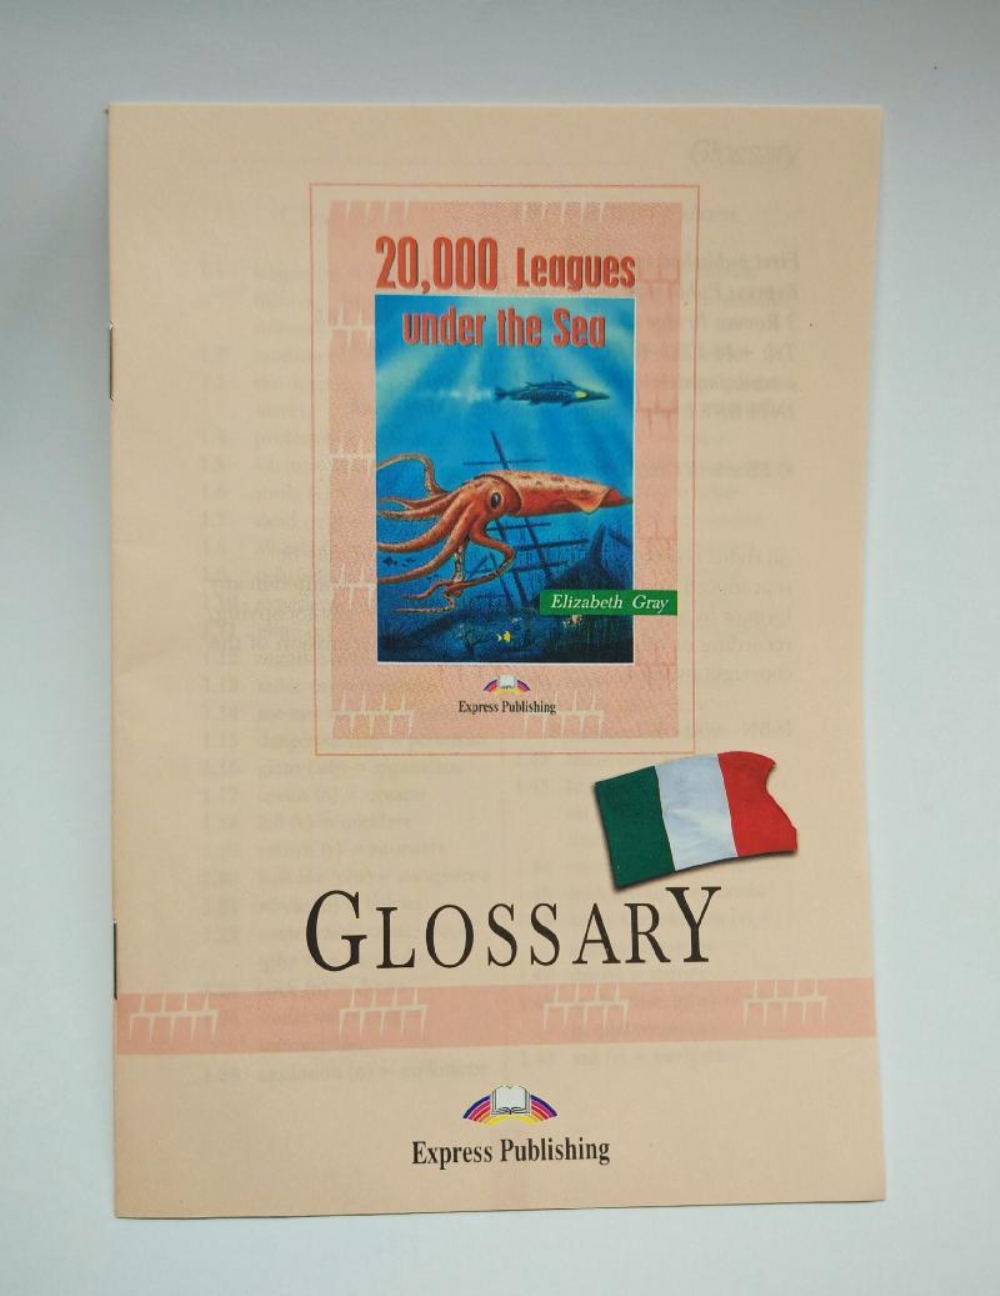 20,000 Leagues
under the Sea
Elizabeth Gray
Express Publishing
GLOSSARY
Express Publishing